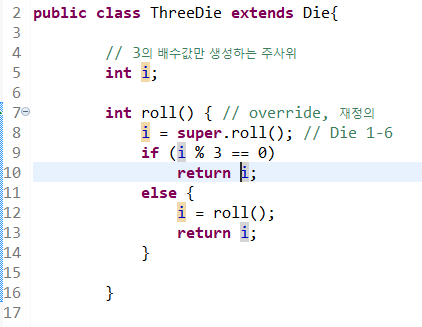 2 public class ThreeDie extends Die{
3
4 // 3의 배수값만 생성하는 주사위
5 int i;
6
7 int roll() { // override, 재정의
8 i = super.roll(); // Die 1-6
9 if (i % 3 == 0)
10 return i;
11 else {
12 i = roll();
13 return i;
14 }
15
16 }
17